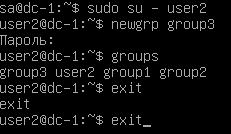 sa@dc-1:~$ sudo su - user2
user2@dc-1:~$ newgrp group3
Пароль:
user2@dc-1:~$ groups
group3 user2 group1 group2
user2@dc-1:~$ exit
exit
user2@dc-1:~$ exit_